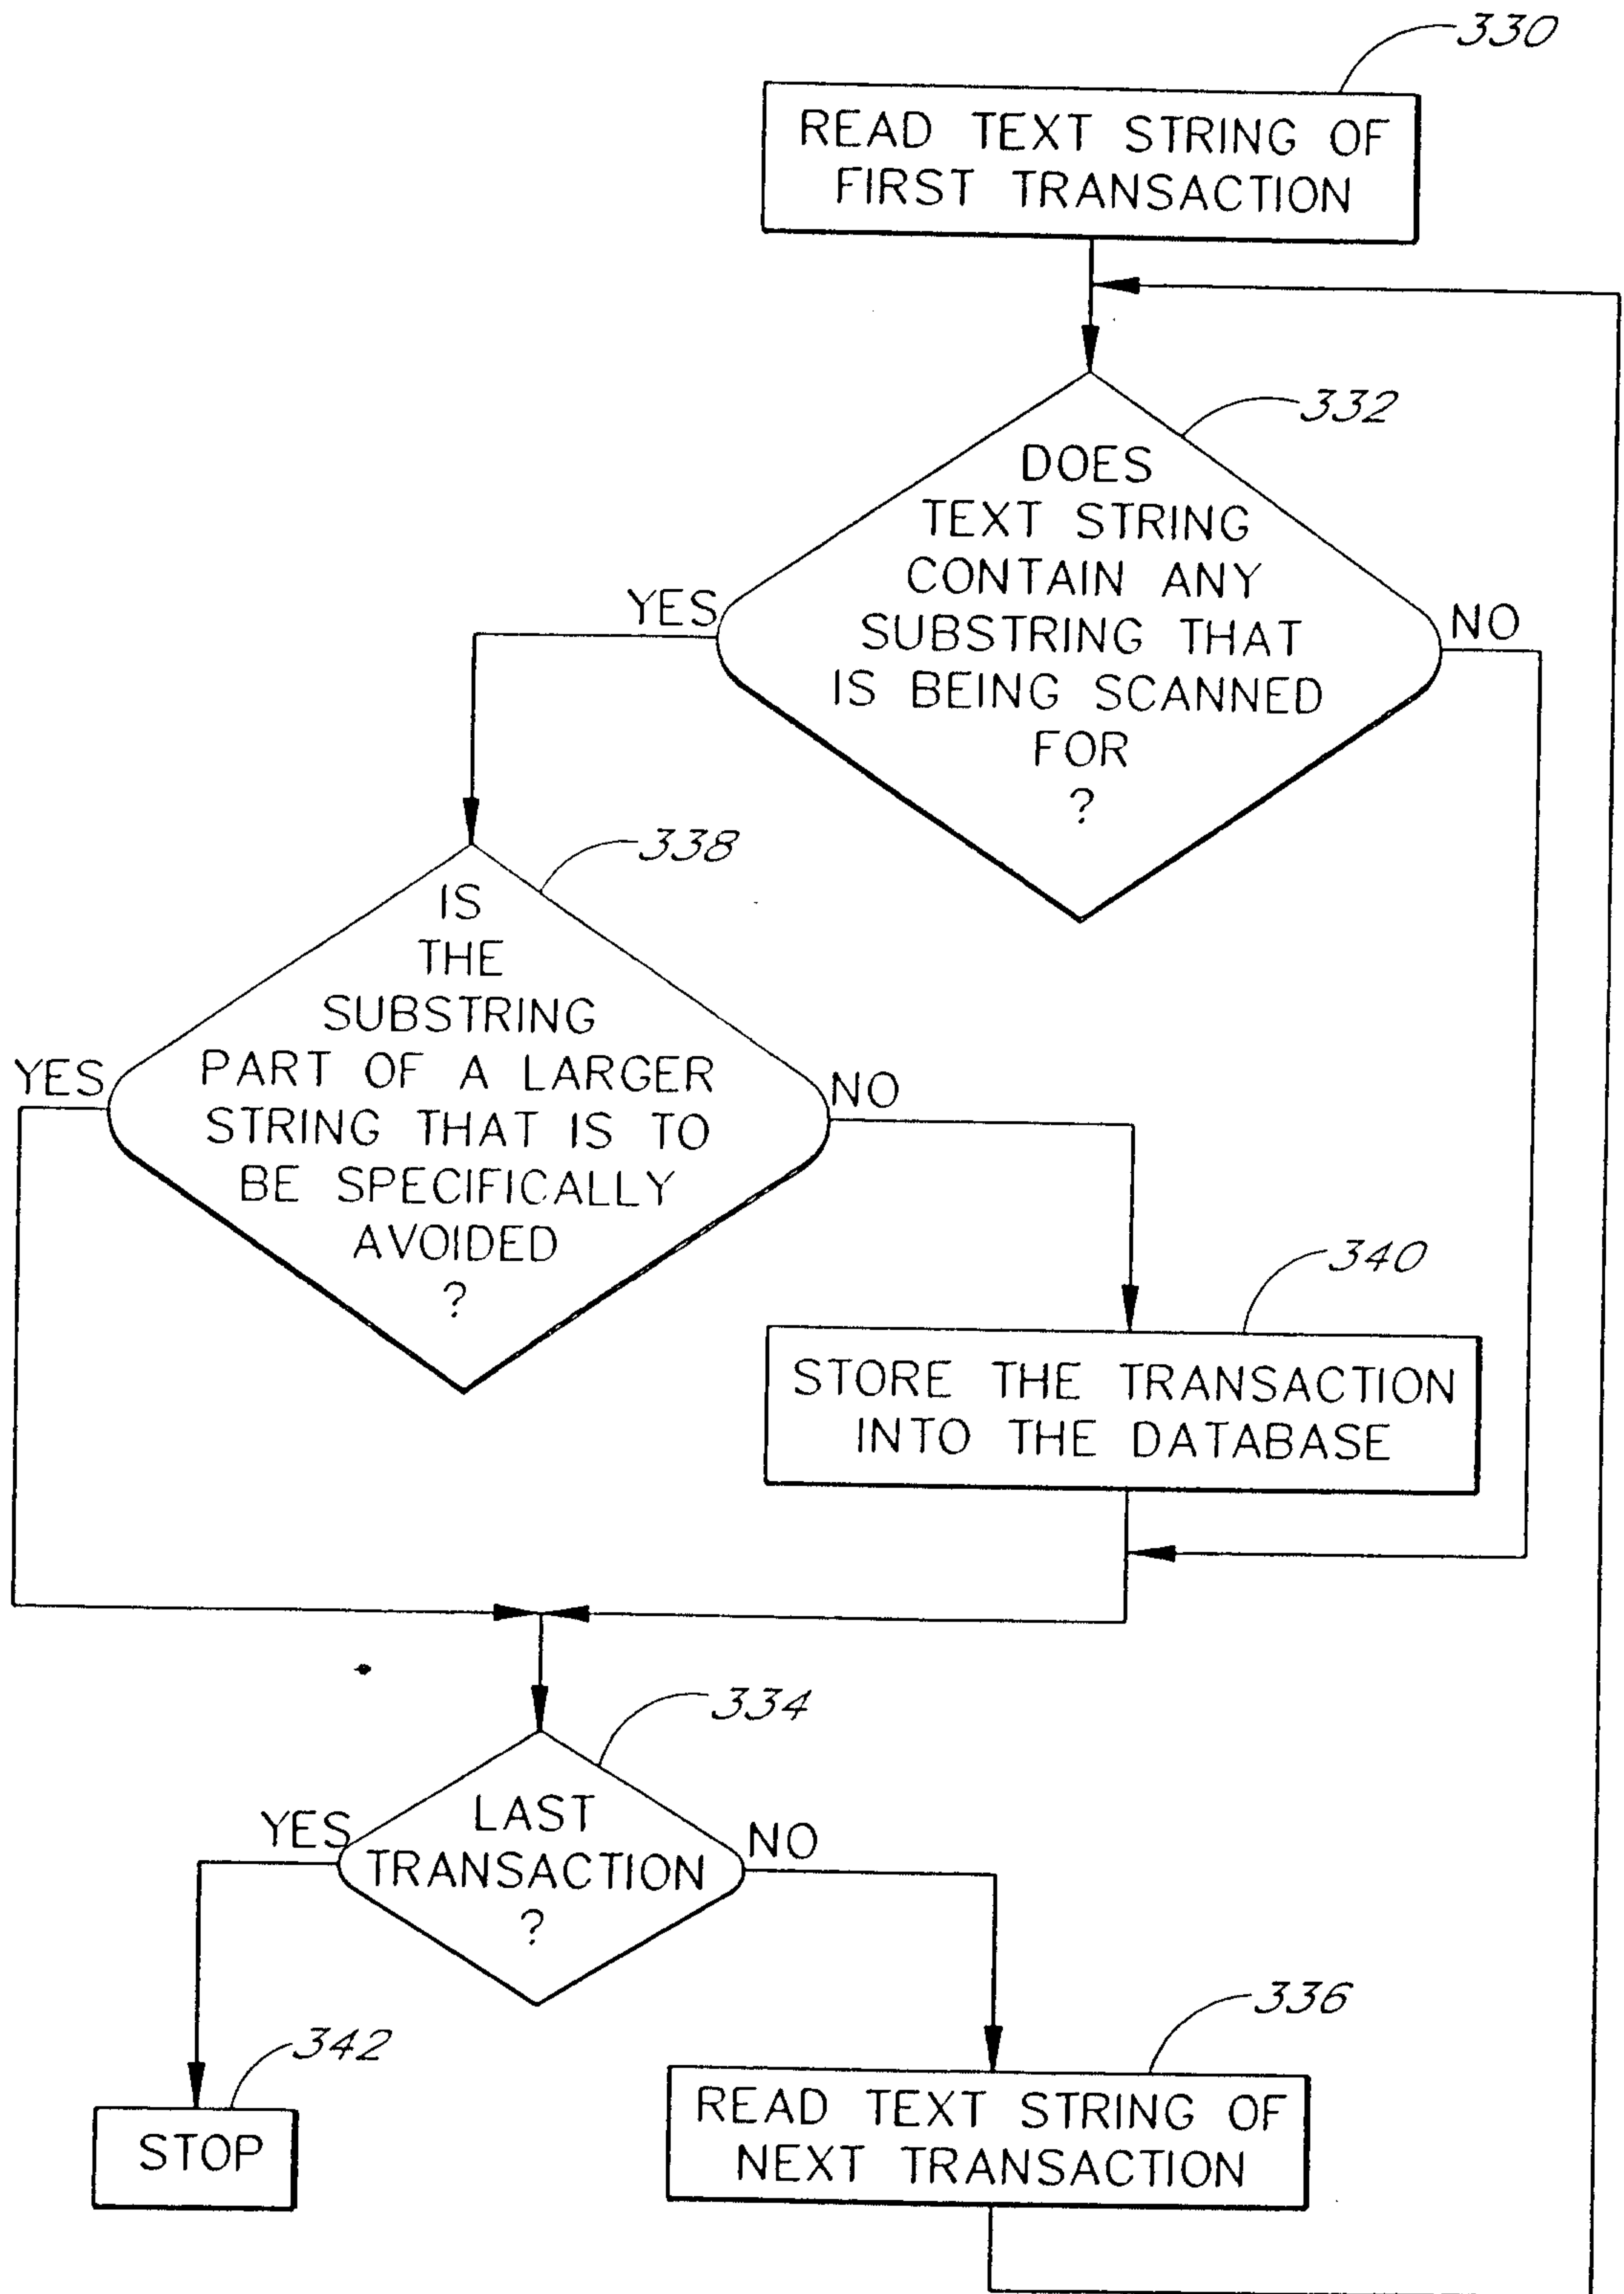 330
READ TEXT STRING OF
FIRST TRANSACTION
332
DOES
TEXT STRING
CONTAIN ANY
SUBSTRING THAT
IS BEING SCANNED
FOR
?
YES
NO
338
IS
THE
SUBSTRING
PART OF A LARGER
STRING THAT IS TO
BE SPECIFICALLY
AVOIDED
?
YES
NO
340
STORE THE TRANSACTION
INTO THE DATABASE
334
LAST
TRANSACTION
?
YES
NO
336
342
READ TEXT STRING OF
NEXT TRANSACTION
STOP